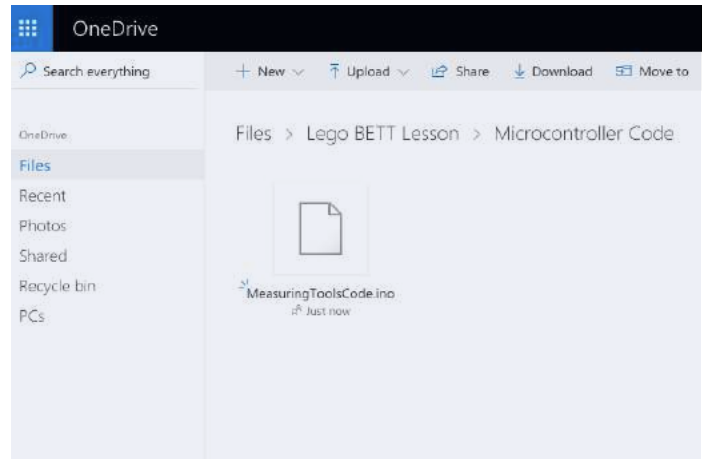 OneDrive
Search everything
+ New Upload Share Download Move to
OneDrive
Files
Recent
Photos
Shared
Recycle bin
PCs
Files > Lego BETT Lesson > Microcontroller Code
MeasuringToolsCode.ino
Just now